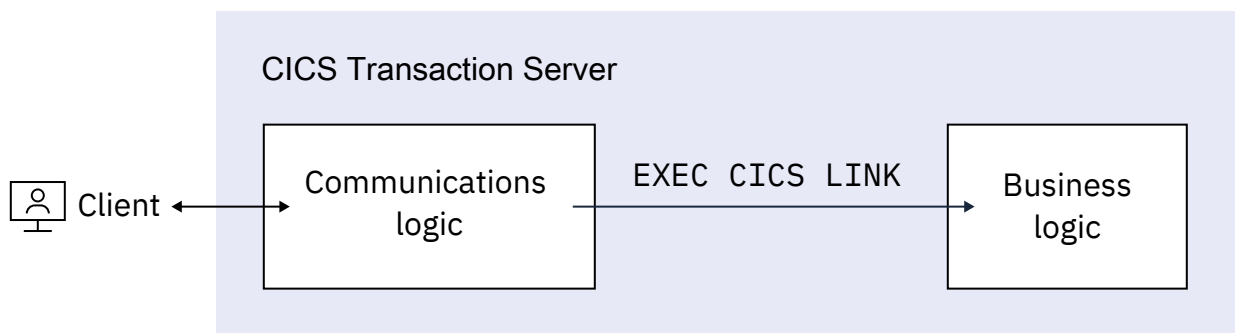 CICS Transaction Server
Client
Communications
logic
EXEC CICS LINK
Business
logic